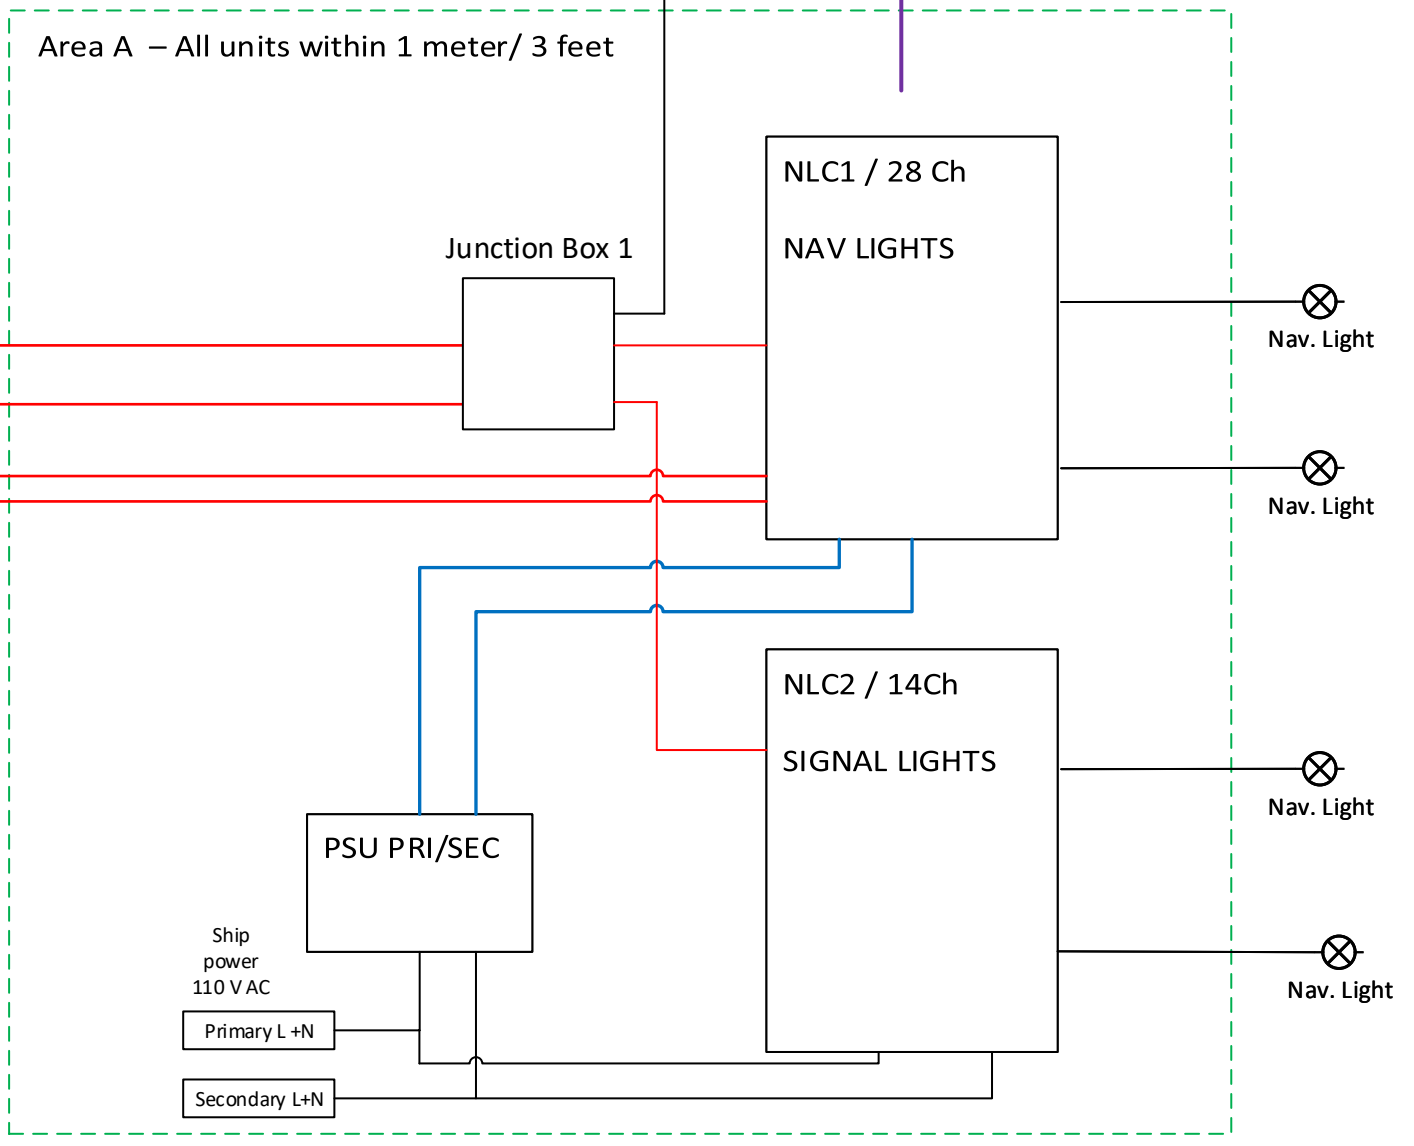 Area A – All units within 1 meter/ 3 feet
NLC1 / 28 Ch
NAV LIGHTS
Junction Box 1
Nav. Light
Nav. Light
NLC2 / 14Ch
SIGNAL LIGHTS
Nav. Light
PSU PRI/SEC
Ship
power
110 V AC
Nav. Light
Primary L +N
Secondary L+N